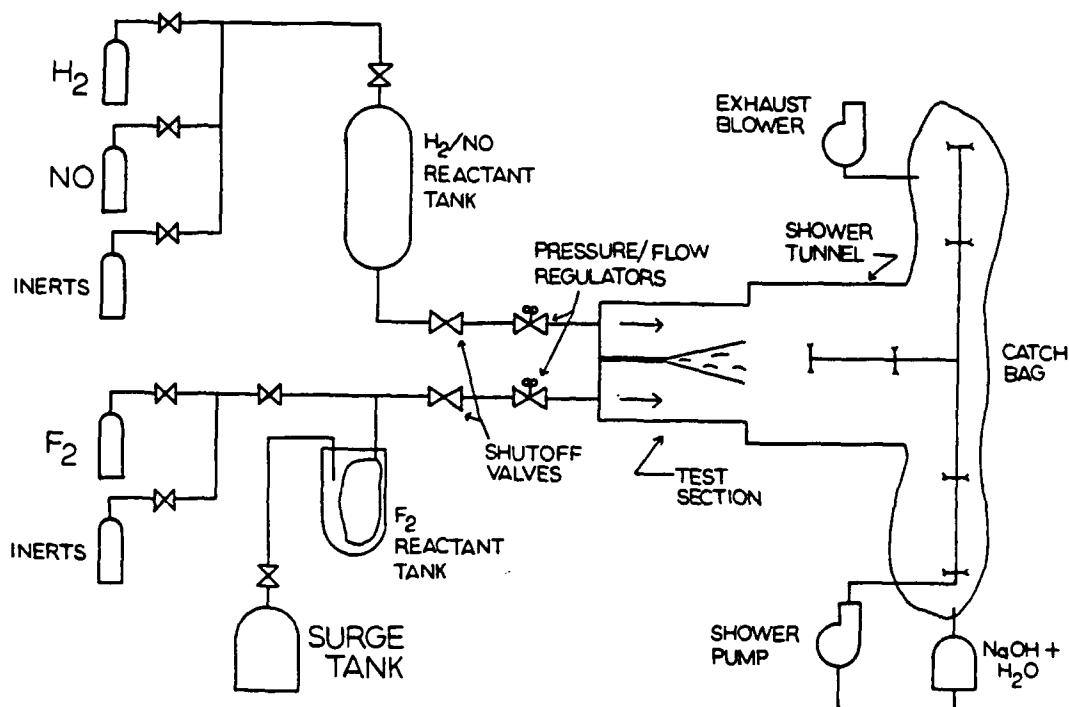 H2
NO
INERTS
H2/NO
REACTANT
TANK
EXHAUST
BLOWER
SHOWER
TUNNEL
PRESSURE/FLOW
REGULATORS
CATCH
BAG
F2
INERTS
SHUTOFF
VALVES
TEST
SECTION
F2
REACTANT
TANK
SURGE
TANK
SHOWER
PUMP
NaOH +
H2O